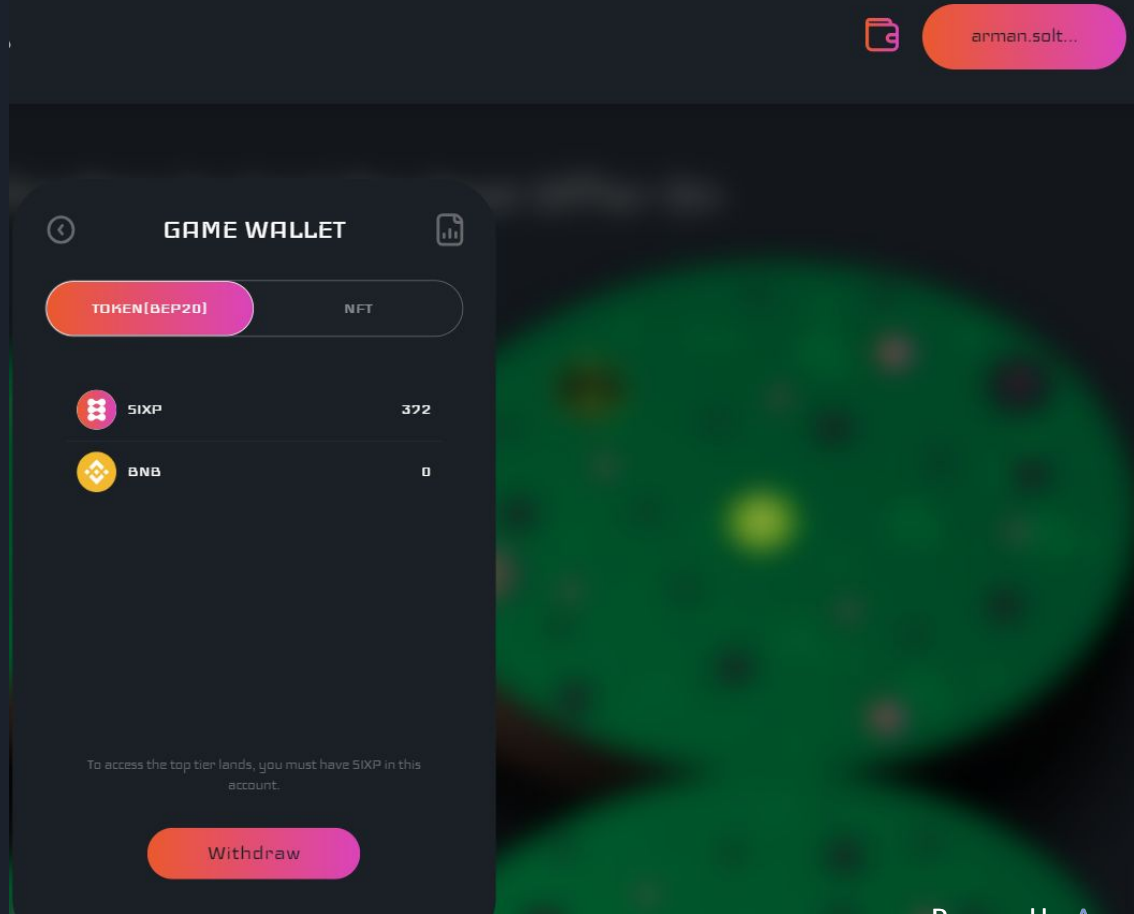 arman.solt...
GAME WALLET
TOKEN[BEP20]
NFT
SIXP
372
BNB
0
To access the top tier lands, you must have SIXP in this
account.
Withdraw